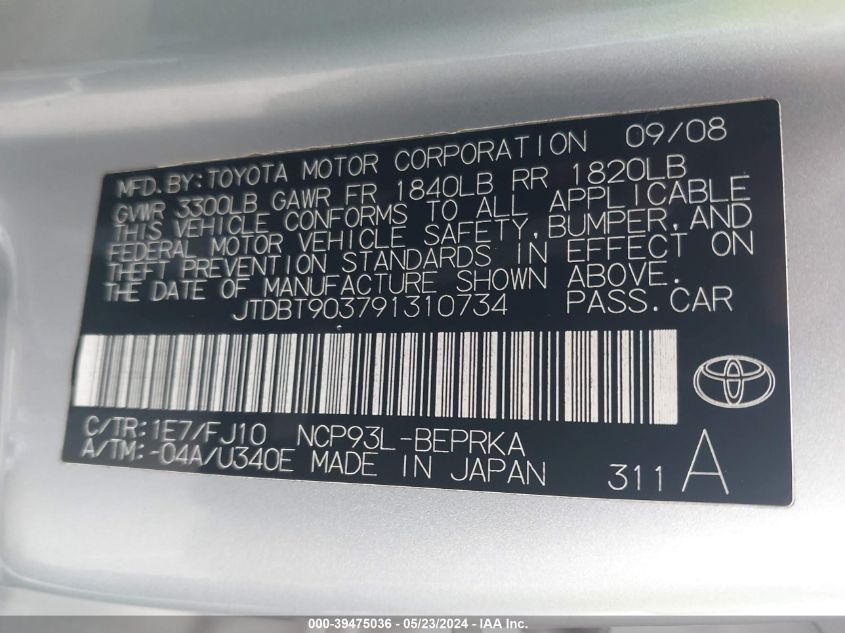 MFD. BY: TOYOTA MOTOR CORPORATION 09/08
GVWR 3300LB GAWR FR 1840LB RR 1820LB
THIS VEHICLE CONFORMS TO ALL APPLICABLE
FEDERAL MOTOR VEHICLE SAFETY, BUMPER, AND
THEFT PREVENTION STANDARDS IN EFFECT ON
THE DATE OF MANUFACTURE SHOWN ABOVE.
JTDBT903791310734 PASS. CAR
C/TR: 1E7/FJ10 NCP93L-BEPRKA
A/TM: -04A/U340E MADE IN JAPAN 311 A
000-39475036 - 05/23/2024 - IAA Inc.